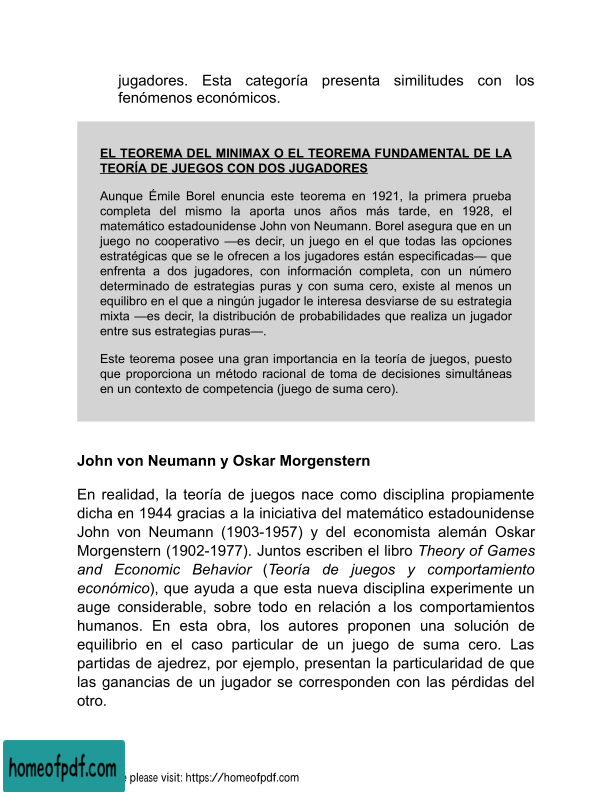 jugadores. Esta categoría presenta similitudes con los
fenómenos económicos.
EL TEOREMA DEL MINIMAX O EL TEOREMA FUNDAMENTAL DE LA
TEORÍA DE JUEGOS CON DOS JUGADORES
Aunque Émile Borel enuncia este teorema en 1921, la primera prueba
completa del mismo la aporta unos años más tarde, en 1928, el
matemático estadounidense John von Neumann. Borel asegura que en un
juego no cooperativo —es decir, un juego en el que todas las opciones
estratégicas que se le ofrecen a los jugadores están especificadas— que
enfrenta a dos jugadores, con información completa, con un número
determinado de estrategias puras y con suma cero, existe al menos un
equilibrio en el que a ningún jugador le interesa desviarse de su estrategia
mixta —es decir, la distribución de probabilidades que realiza un jugador
entre sus estrategias puras—.
Este teorema posee una gran importancia en la teoría de juegos, puesto
que proporciona un método racional de toma de decisiones simultáneas
en un contexto de competencia (juego de suma cero).
John von Neumann y Oskar Morgenstern
En realidad, la teoría de juegos nace como disciplina propiamente
dicha en 1944 gracias a la iniciativa del matemático estadounidense
John von Neumann (1903-1957) y del economista alemán Oskar
Morgenstern (1902-1977). Juntos escriben el libro Theory of Games
and Economic Behavior (Teoría de juegos y comportamiento
económico), que ayuda a que esta nueva disciplina experimente un
auge considerable, sobre todo en relación a los comportamientos
humanos. En esta obra, los autores proponen una solución de
equilibrio en el caso particular de un juego de suma cero. Las
partidas de ajedrez, por ejemplo, presentan la particularidad de que
las ganancias de un jugador se corresponden con las pérdidas del
otro.
homeofpdf.com
please visit: https://homeofpdf.com